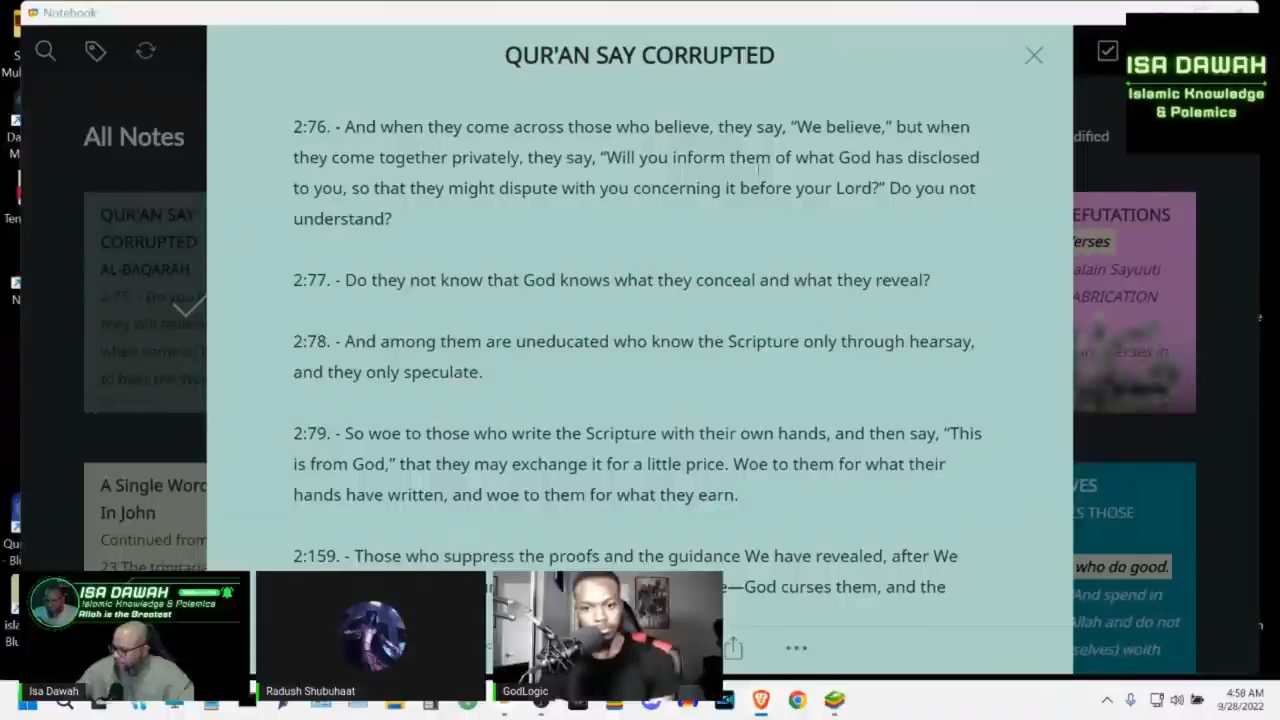 Notebook
QUR'AN SAY CORRUPTED
ISA DAWAH
Islamic Knowledge
& Polemics
All Notes
dified
2:76. - And when they come across those who believe, they say, “We believe,” but when
they come together privately, they say, “Will you inform them of what God has disclosed
to you, so that they might dispute with you concerning it before your Lord?” Do you not
understand?
2:77. - Do they not know that God knows what they conceal and what they reveal?
2:78. - And among them are uneducated who know the Scripture only through hearsay,
and they only speculate.
2:79. - So woe to those who write the Scripture with their own hands, and then say, “This
is from God,” that they may exchange it for a little price. Woe to them for what their
hands have written, and woe to them for what they earn.
2:159. - Those who suppress the proofs and the guidance We have revealed, after We
e—God curses them, and the
QUR'AN SAY
CORRUPTED
AL-BAQARAH
A Single Word
In John
Continued from
EFUTATIONS
erses
alain Sayuuti
ABRICATION
erses in
VES
LS THOSE
who do good.
And spend in
Allah and do not
selves) with
ISA DAWAH
Islamic Knowledge & Polemics
Allah is the Greatest
Isa Dawah
Radush Shubuhaat
GodLogic
4:58 AM
9/28/2022